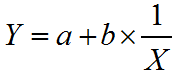 Y = a + b × 1/X